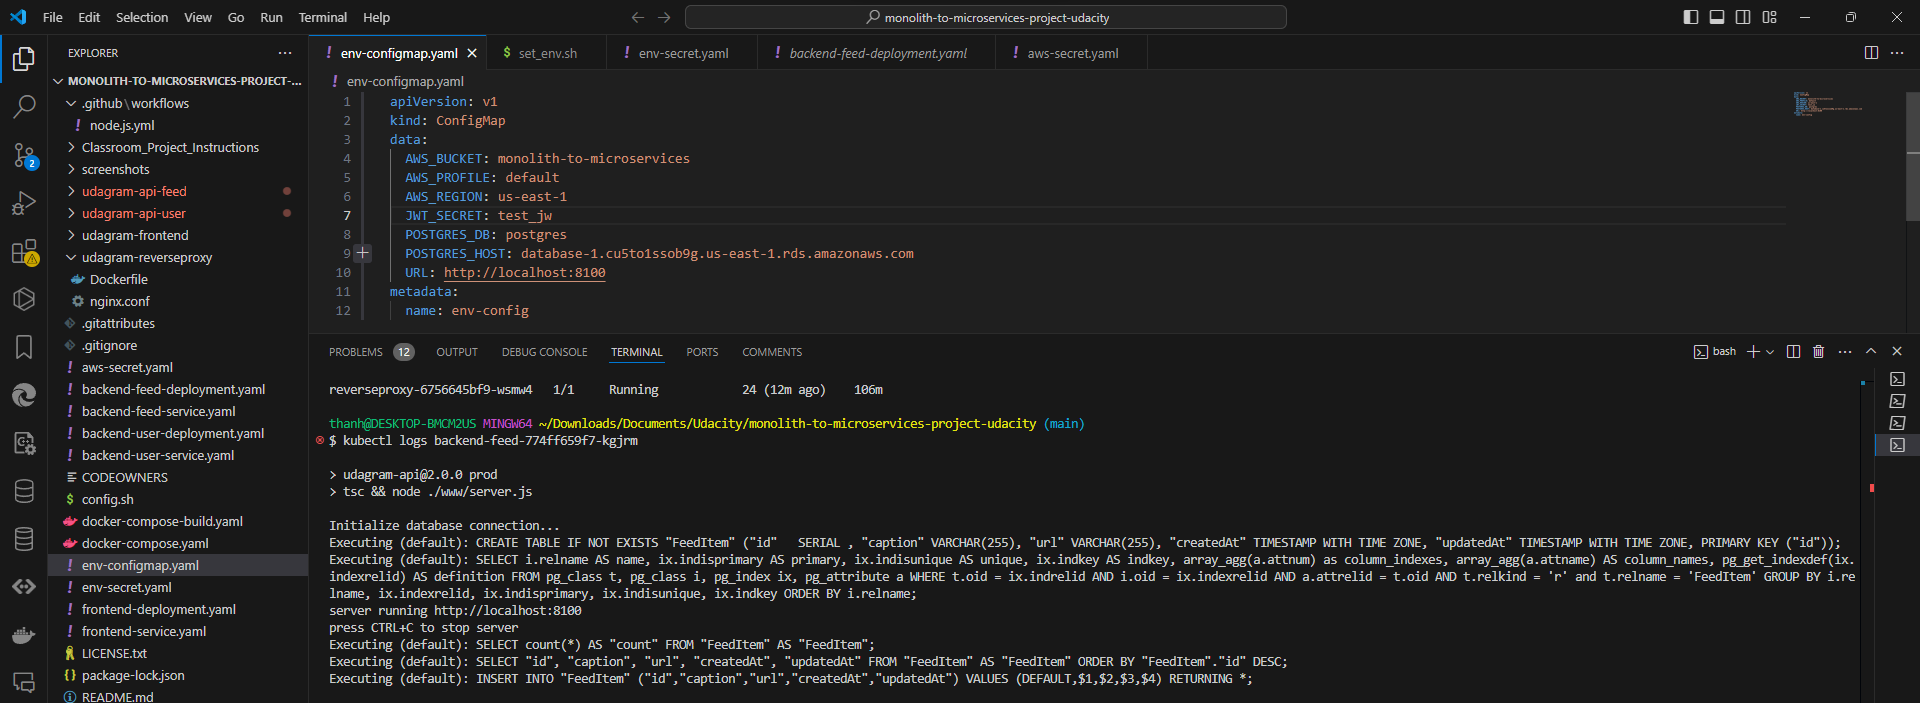 File Edit Selection View Go Run Terminal Help
monolith-to-microservices-project-udacity
EXPLORER
MONOLITH-TO-MICROSERVICES-PROJECT-...
.github\workflows
node.js.yml
Classroom_Project_Instructions
screenshots
udagram-api-feed
udagram-api-user
udagram-frontend
udagram-reverseproxy
Dockerfile
nginx.conf
.gitattributes
.gitignore
aws-secret.yaml
backend-feed-deployment.yaml
backend-feed-service.yaml
backend-user-deployment.yaml
backend-user-service.yaml
CODEOWNERS
config.sh
docker-compose-build.yaml
docker-compose.yaml
env-configmap.yaml
env-secret.yaml
frontend-deployment.yaml
frontend-service.yaml
LICENSE.txt
package-lock.json
README.md
2
env-configmap.yaml set_env.sh env-secret.yaml backend-feed-deployment.yaml aws-secret.yaml
env-configmap.yaml
1 apiVersion: v1
2 kind: ConfigMap
3 data:
4 AWS_BUCKET: monolith-to-microservices
5 AWS_PROFILE: default
6 AWS_REGION: us-east-1
7 JWT_SECRET: test_jw
8 POSTGRES_DB: postgres
9 POSTGRES_HOST: database-1.cu5to1ssob9g.us-east-1.rds.amazonaws.com
10 URL: http://localhost:8100
11 metadata:
12 name: env-config
PROBLEMS 12 OUTPUT DEBUG CONSOLE TERMINAL PORTS COMMENTS
bash
reverseproxy-6756645bf9-wsmw4 1/1 Running 24 (12m ago) 106m
thanh@DESKTOP-BMCM2US MINGW64 ~/Downloads/Documents/Udacity/monolith-to-microservices-project-udacity (main)
$ kubectl logs backend-feed-774ff659f7-kgjrm
> udagram-api@2.0.0 prod
> tsc && node ./www/server.js
Initialize database connection...
Executing (default): CREATE TABLE IF NOT EXISTS "FeedItem" ("id" SERIAL , "caption" VARCHAR(255), "url" VARCHAR(255), "createdAt" TIMESTAMP WITH TIME ZONE, "updatedAt" TIMESTAMP WITH TIME ZONE, PRIMARY KEY ("id"));
Executing (default): SELECT i.relname AS name, ix.indisprimary AS primary, ix.indisunique AS unique, ix.indkey AS indkey, array_agg(a.attnum) as column_indexes, array_agg(a.attname) AS column_names, pg_get_indexdef(ix.
indexrelid) AS definition FROM pg_class t, pg_class i, pg_index ix, pg_attribute a WHERE t.oid = ix.indrelid AND i.oid = ix.indexrelid AND a.attrelid = t.oid AND t.relkind = 'r' and t.relname = 'FeedItem' GROUP BY i.re
lname, ix.indexrelid, ix.indisprimary, ix.indisunique, ix.indkey ORDER BY i.relname;
server running http://localhost:8100
press CTRL+C to stop server
Executing (default): SELECT count(*) AS "count" FROM "FeedItem" AS "FeedItem";
Executing (default): SELECT "id", "caption", "url", "createdAt", "updatedAt" FROM "FeedItem" AS "FeedItem" ORDER BY "FeedItem"."id" DESC;
Executing (default): INSERT INTO "FeedItem" ("id","caption","url","createdAt","updatedAt") VALUES (DEFAULT,$1,$2,$3,$4) RETURNING *;